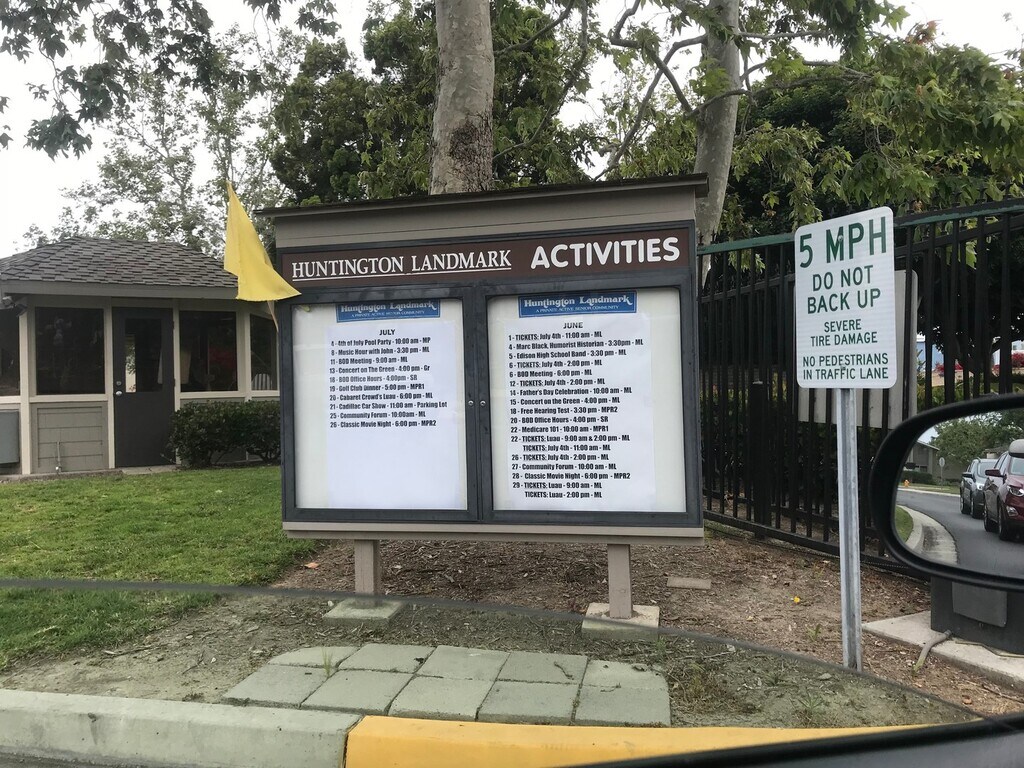 HUNTINGTON LANDMARK ACTIVITIES
Huntington Landmark
A PRIVATE ACTIVE SENIOR COMMUNITY
JULY
4 - 4th of July Pool Party - 10:00 am - MP
8 - Music Hour with John - 3:30 pm - ML
11 - BOD Meeting - 9:00 am - ML
13 - Concert on The Green - 4:00 pm - Gr
18 - BOD Office Hours - 4:00pm - SR
19 - Golf Club Dinner - 5:00 pm - MPR1
20 - Cabaret Crowd's Luau - 6:00 pm - ML
21 - Cadillac Car Show - 11:00 am - Parking Lot
25 - Community Forum - 10:00am - ML
26 - Classic Movie Night - 6:00 pm - MPR2
Huntington Landmark
A PRIVATE ACTIVE SENIOR COMMUNITY
JUNE
1 - TICKETS: July 4th - 11:00 am - ML
4 - Marc Black, Humorist Historian - 3:30pm - ML
5 - Edison High School Band - 3:30 pm - ML
6 - TICKETS: July 4th - 2:00 pm - ML
6 - BOD Meeting - 6:00 pm - ML
12 - TICKETS: July 4th - 2:00 pm - ML
14 - Father's Day Celebration - 10:00 am - ML
15 - Concert on the Green - 4:00 pm - ML
18 - Free Hearing Test - 3:30 pm - MPR2
20 - BOD Office Hours - 4:00 pm - SR
22 - Medicare 101 - 10:00 am - MPR1
22 - TICKETS: Luau - 9:00 am & 2:00 pm - ML
TICKETS: July 4th - 11:00 am - ML
26 - TICKETS: July 4th - 2:00 pm - ML
27 - Community Forum - 10:00 am - ML
28 - Classic Movie Night - 6:00 pm - MPR2
29 - TICKETS: Luau - 9:00 am - ML
TICKETS: Luau - 2:00 pm - ML
5 MPH
DO NOT
BACK UP
SEVERE
TIRE DAMAGE
NO PEDESTRIANS
IN TRAFFIC LANE